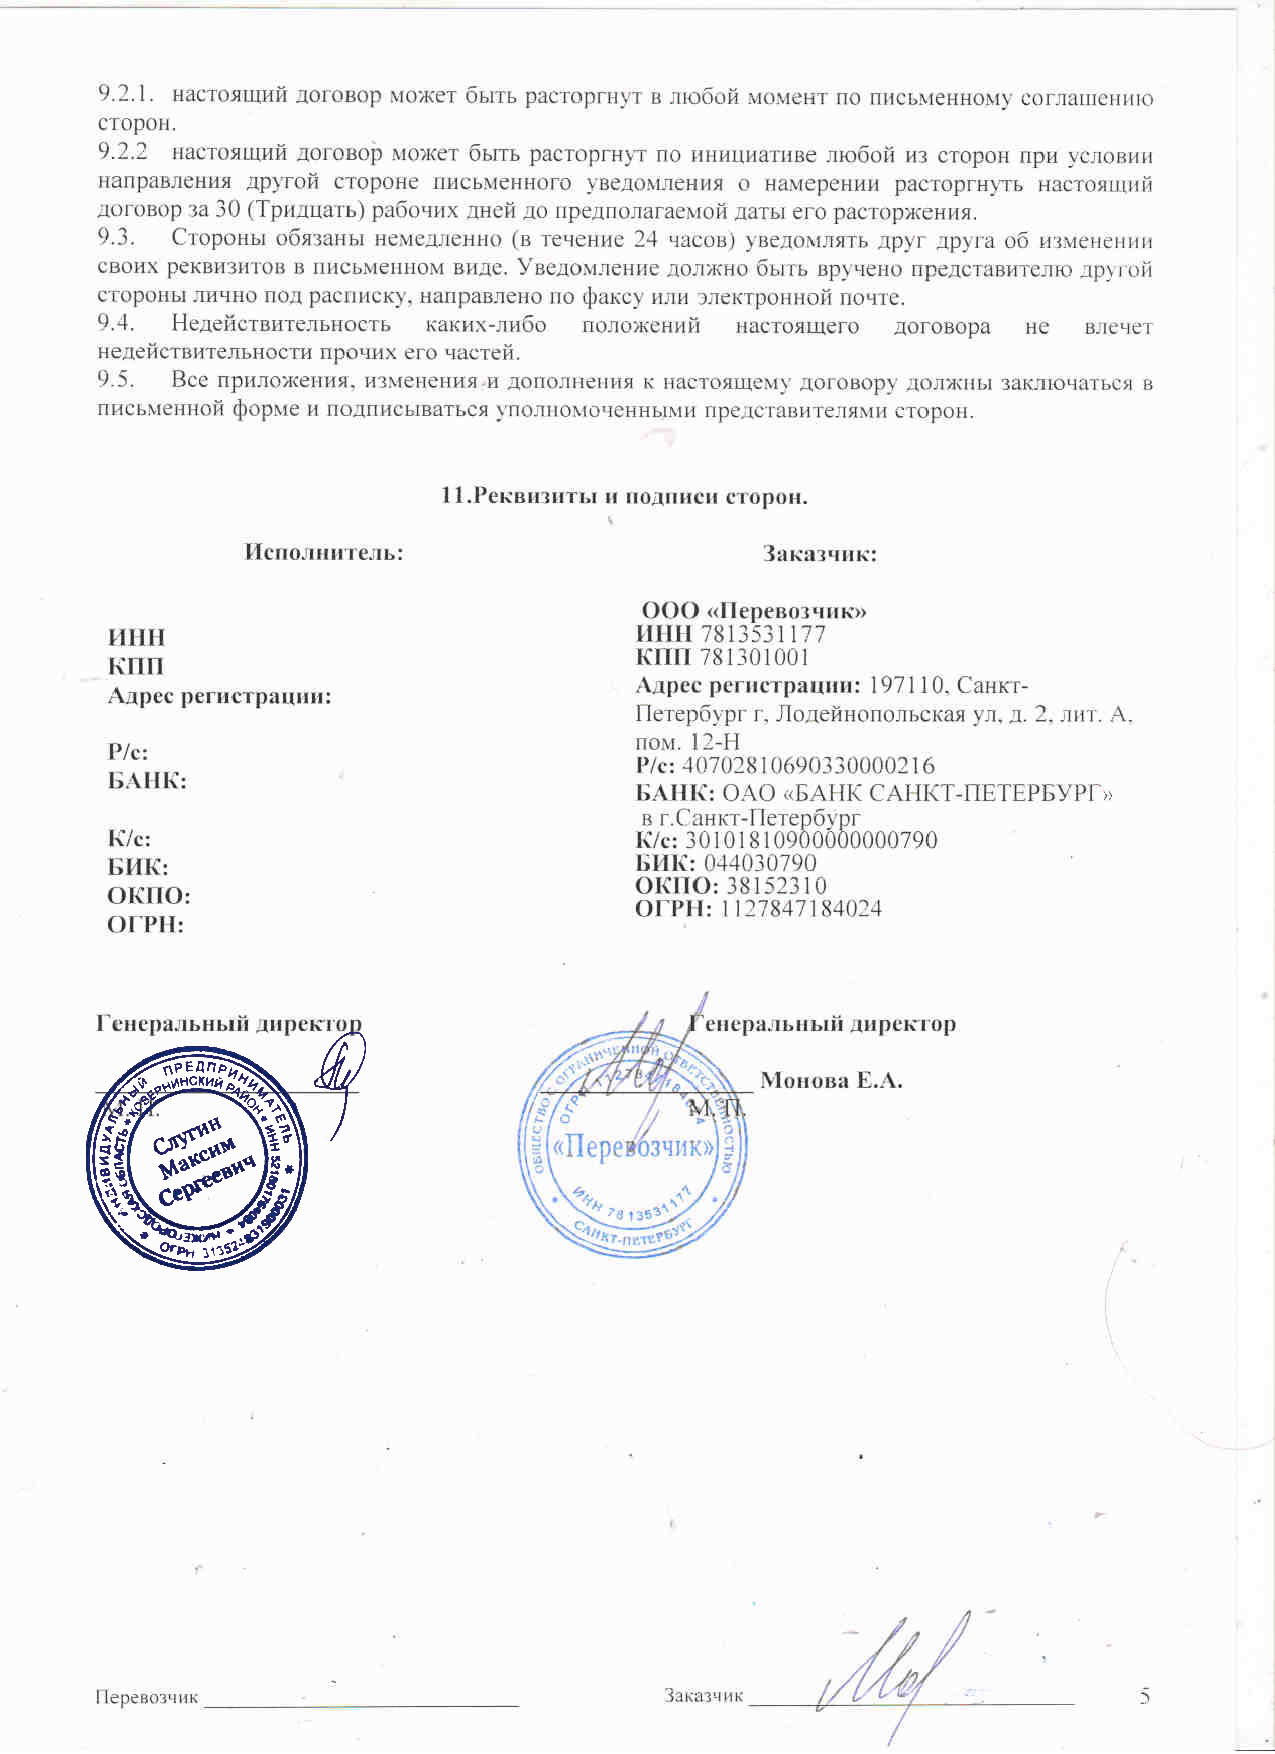 9.2.1. настоящий договор может быть расторгнут в любой момент по письменному соглашению
сторон.
9.2.2 настоящий договор может быть расторгнут по инициативе любой из сторон при условии
направления другой стороне письменного уведомления о намерении расторгнуть настоящий
договор за 30 (Тридцать) рабочих дней до предполагаемой даты его расторжения.
9.3. Стороны обязаны немедленно (в течение 24 часов) уведомлять друг друга об изменении
своих реквизитов в письменном виде. Уведомление должно быть вручено представителю другой
стороны лично под расписку, направлено по факсу или электронной почте.
9.4. Недействительность каких-либо положений настоящего договора не влечет
недействительности прочих его частей.
9.5. Все приложения, изменения и дополнения к настоящему договору должны заключаться в
письменной форме и подписываться уполномоченными представителями сторон.
11.Реквизиты и подписи сторон.
Исполнитель:
ИНН
КПП
Адрес регистрации:
Р/с:
БАНК:
К/с:
БИК:
ОКПО:
ОГРН:
Генеральный директор
Заказчик:
ООО «Перевозчик»
ИНН 7813531177
КПП 781301001
Адрес регистрации: 197110, Санкт-
Петербург г, Лодейнопольская ул, д. 2, лит. А,
пом. 12-Н
Р/с: 40702810690330000216
БАНК: ОАО «БАНК САНКТ-ПЕТЕРБУРГ»
в г.Санкт-Петербург
К/с: 30101810900000000790
БИК: 044030790
ОКПО: 38152310
ОГРН: 1127847184024
Генеральный директор
Монова Е.А.
М. П.
ИНДИВИДУАЛЬНЫЙ ПРЕДПРИНИМАТЕЛЬ
НИЖЕГОРОДСКАЯ ОБЛАСТЬ * КОВЕРНИНСКИЙ РАЙОН * ИНН
ОГРН
Слугин
Максим
Сергеевич
ОБЩЕСТВО С ОГРАНИЧЕННОЙ ОТВЕТСТВЕННОСТЬЮ
ОГРН 1127847184024
«Перевозчик»
ИНН 7813531177
САНКТ-ПЕТЕРБУРГ
Перевозчик
Заказчик
5